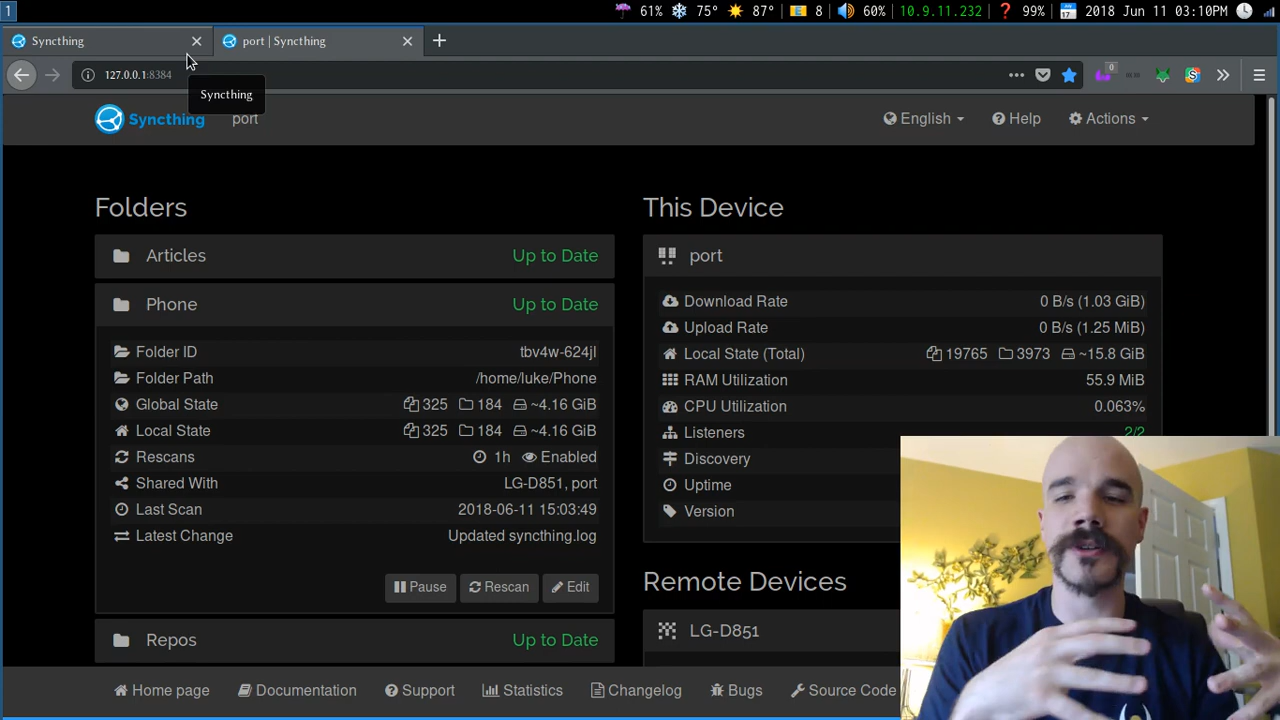 1 61% 75° 87° 8 60% 10.9.11.232 99% 2018 Jun 11 03:10PM
Syncthing port | Syncthing
127.0.0.1:8384 0
Syncthing
Syncthing port English Help Actions
Folders
Articles Up to Date
Phone Up to Date
Folder ID tbv4w-624jl
Folder Path /home/luke/Phone
Global State 325 184 ~4.16 GiB
Local State 325 184 ~4.16 GiB
Rescans 1h Enabled
Shared With LG-D851, port
Last Scan 2018-06-11 15:03:49
Latest Change Updated syncthing.log
Pause Rescan Edit
Repos Up to Date
This Device
port
Download Rate 0 B/s (1.03 GiB)
Upload Rate 0 B/s (1.25 MiB)
Local State (Total) 19765 3973 ~15.8 GiB
RAM Utilization 55.9 MiB
CPU Utilization 0.063%
Listeners 2/2
Discovery
Uptime
Version
Remote Devices
LG-D851
Home page Documentation Support Statistics Changelog Bugs Source Code